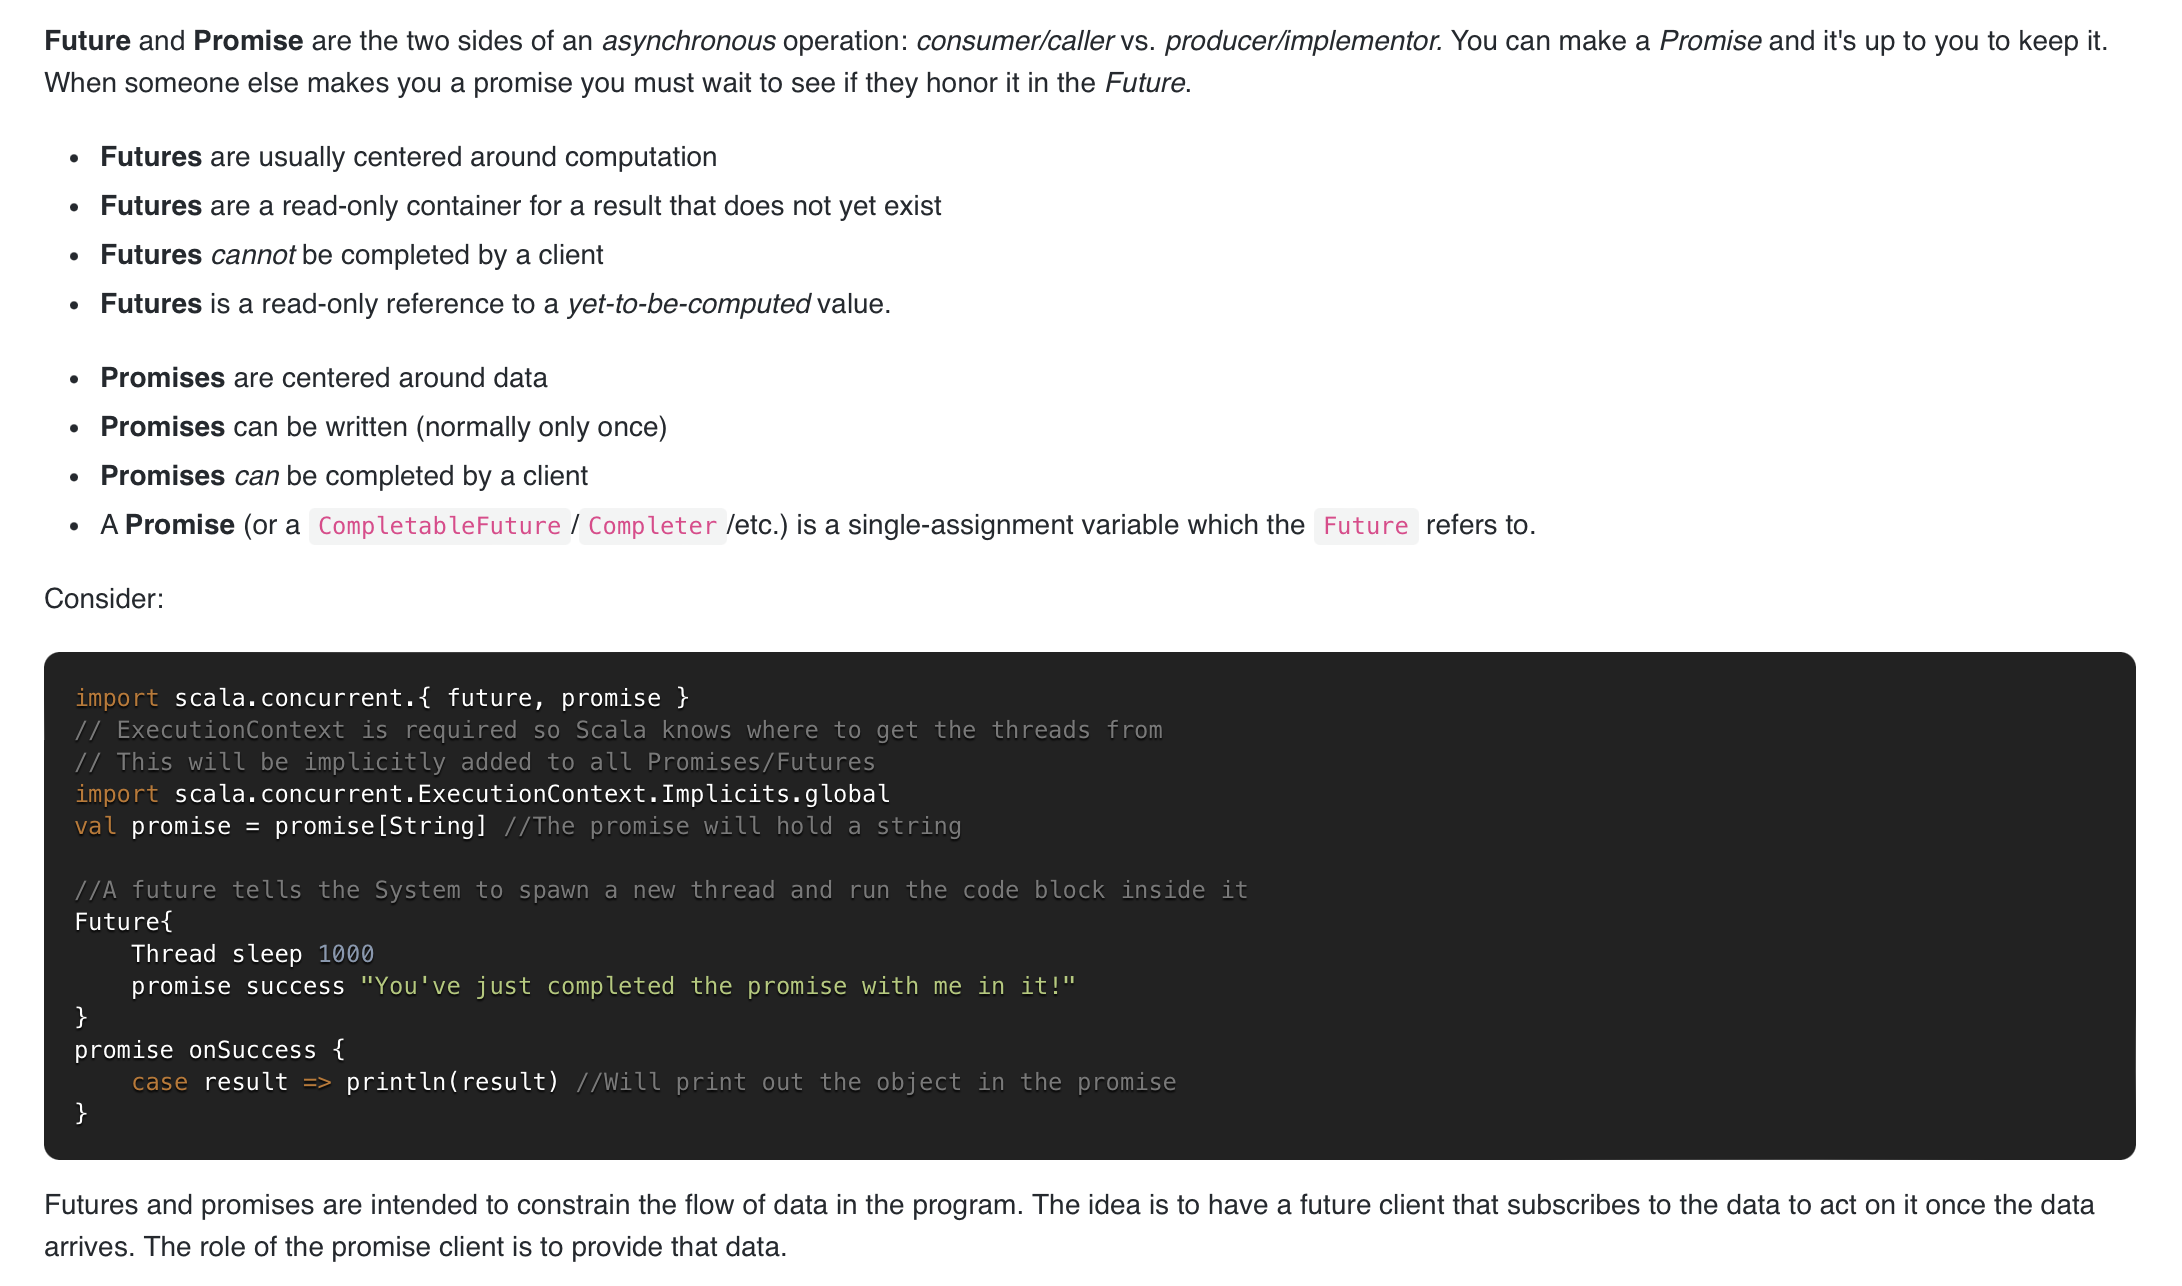 Future and Promise are the two sides of an asynchronous operation: consumer/caller vs. producer/implementor. You can make a Promise and it's up to you to keep it.
When someone else makes you a promise you must wait to see if they honor it in the Future.
• Futures are usually centered around computation
• Futures are a read-only container for a result that does not yet exist
• Futures cannot be completed by a client
• Futures is a read-only reference to a yet-to-be-computed value.
• Promises are centered around data
• Promises can be written (normally only once)
• Promises can be completed by a client
• A Promise (or a CompletableFuture/Completer/etc.) is a single-assignment variable which the Future refers to.
Consider:
import scala.concurrent.{ future, promise }
// ExecutionContext is required so Scala knows where to get the threads from
// This will be implicitly added to all Promises/Futures
import scala.concurrent.ExecutionContext.Implicits.global
val promise = promise[String] //The promise will hold a string
//A future tells the System to spawn a new thread and run the code block inside it
Future{
    Thread sleep 1000
    promise success "You've just completed the promise with me in it!"
}
promise onSuccess {
    case result => println(result) //Will print out the object in the promise
}
Futures and promises are intended to constrain the flow of data in the program. The idea is to have a future client that subscribes to the data to act on it once the data
arrives. The role of the promise client is to provide that data.